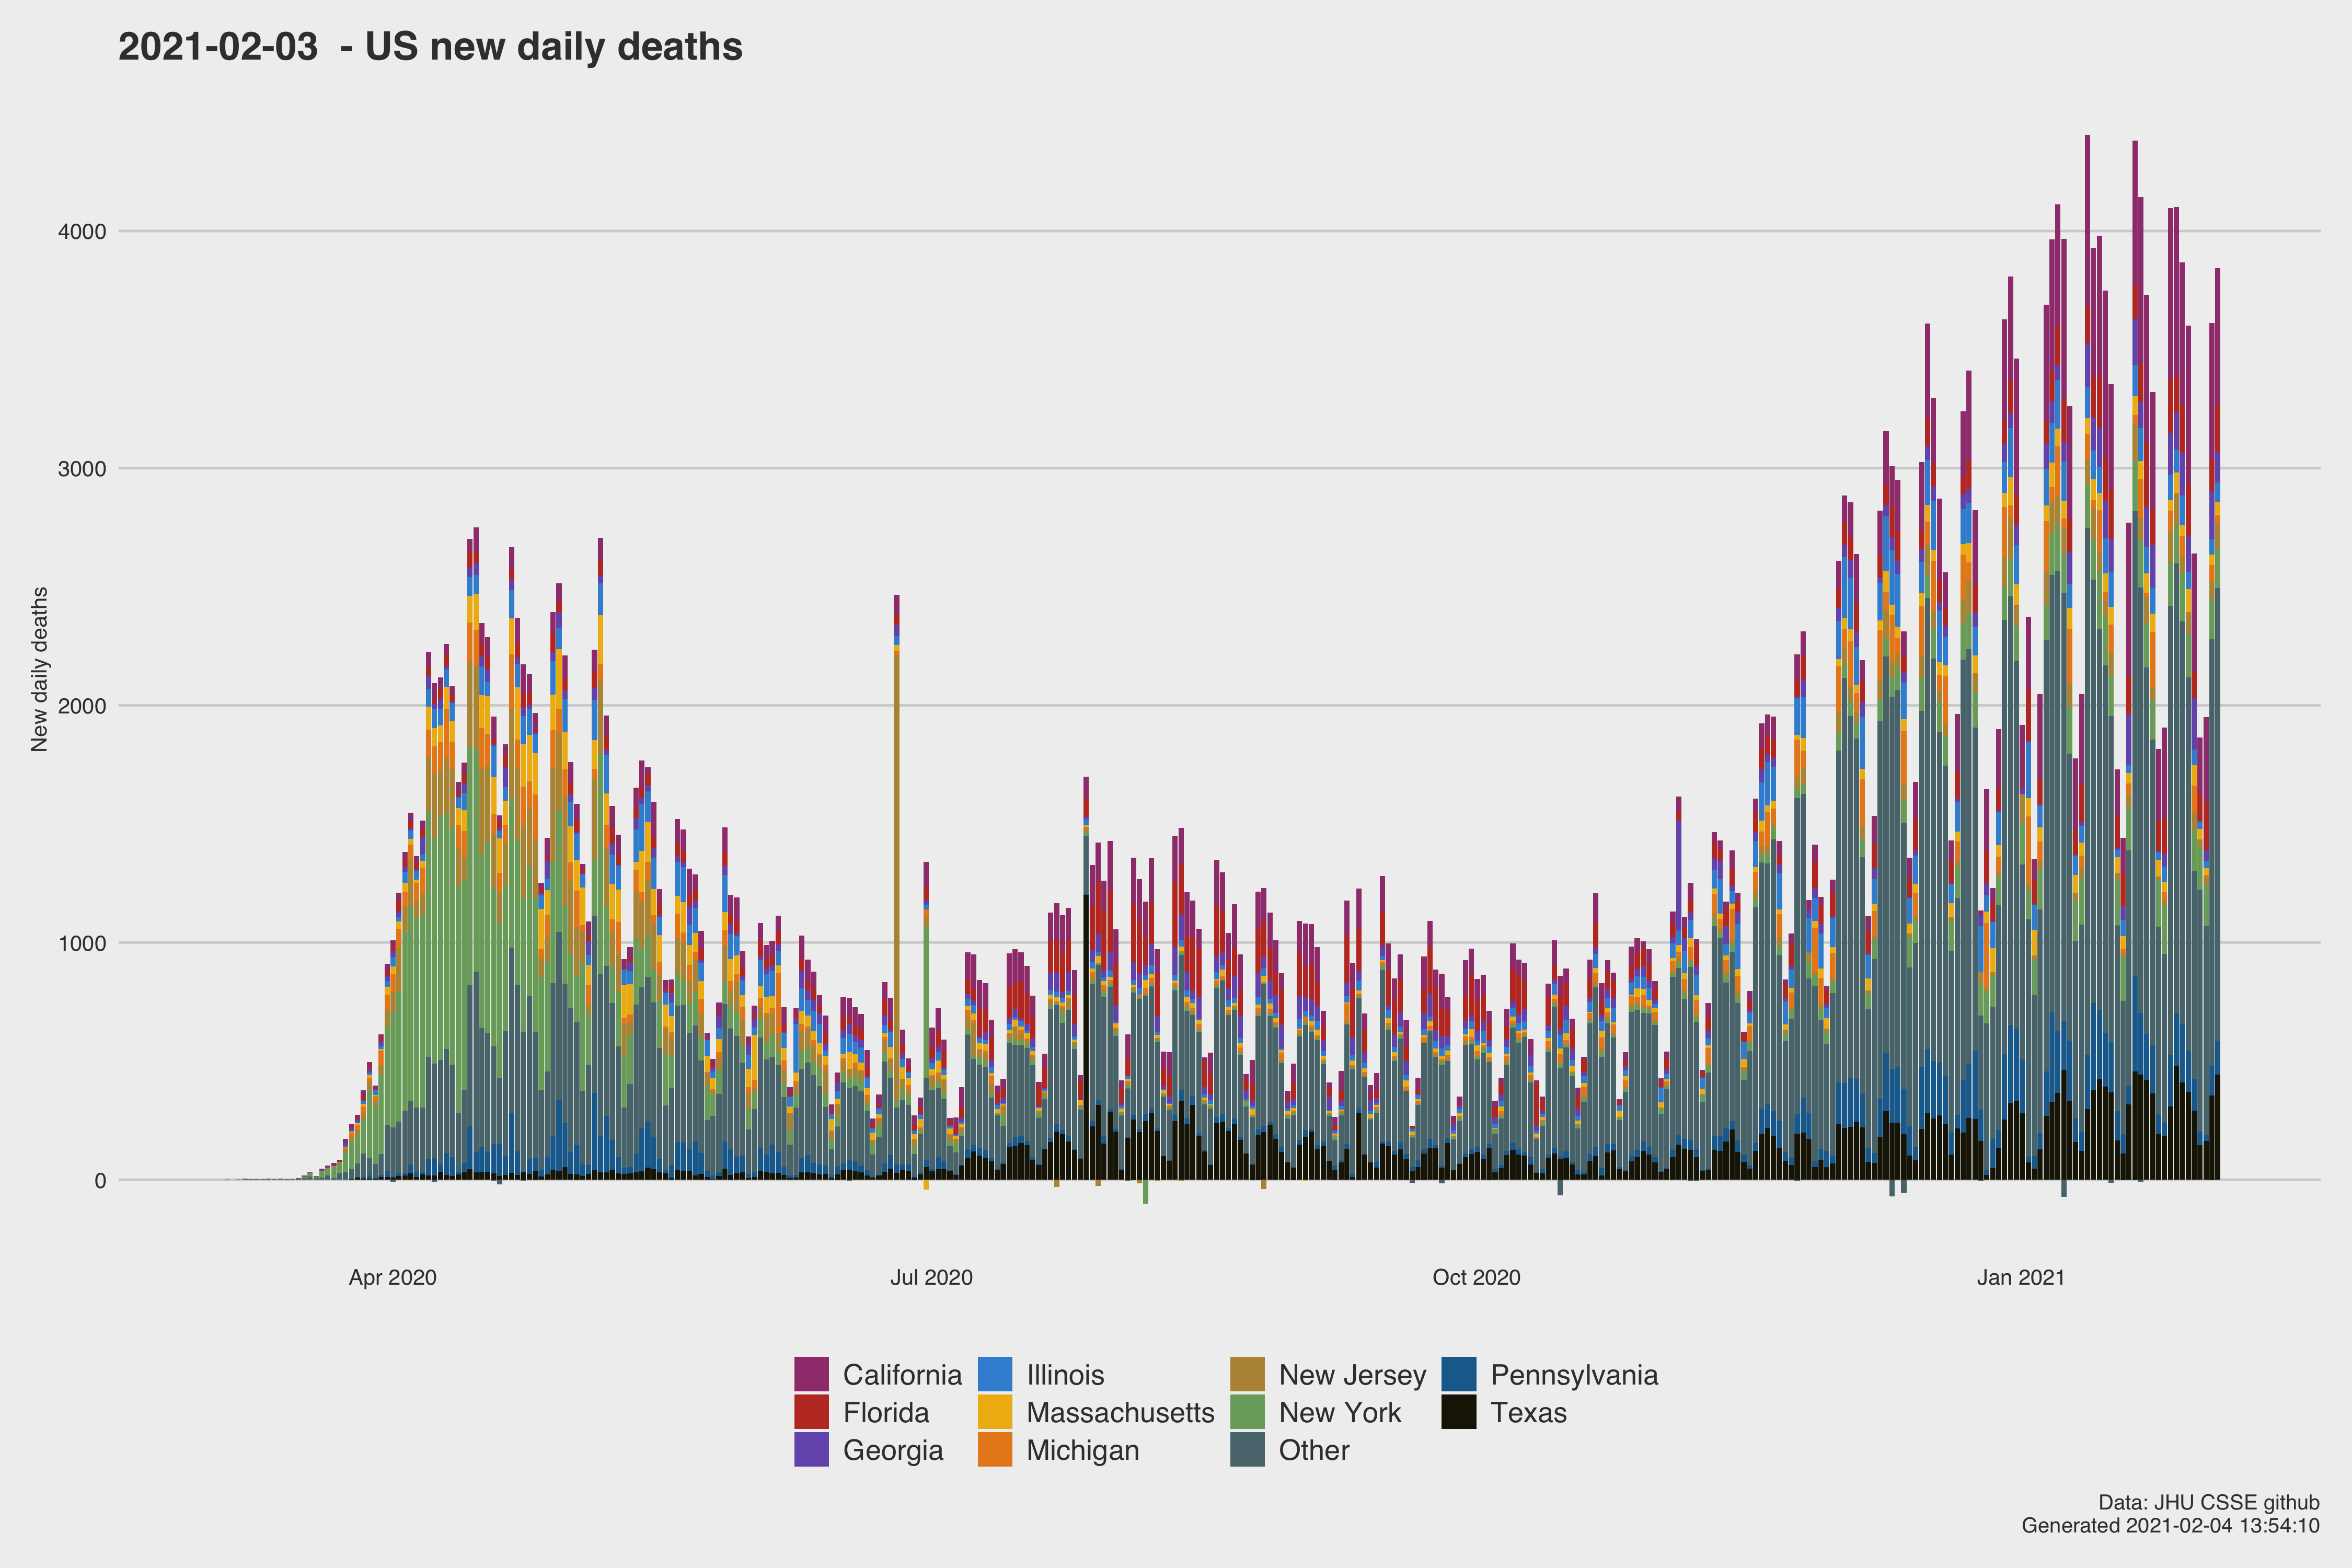 2021-02-03 - US new daily deaths
New daily deaths
4000
3000
2000
1000
0
Apr 2020 Jul 2020 Oct 2020 Jan 2021
California Illinois New Jersey Pennsylvania
Florida Massachusetts New York Texas
Georgia Michigan Other
Data: JHU CSSE github
Generated 2021-02-04 13:54:10